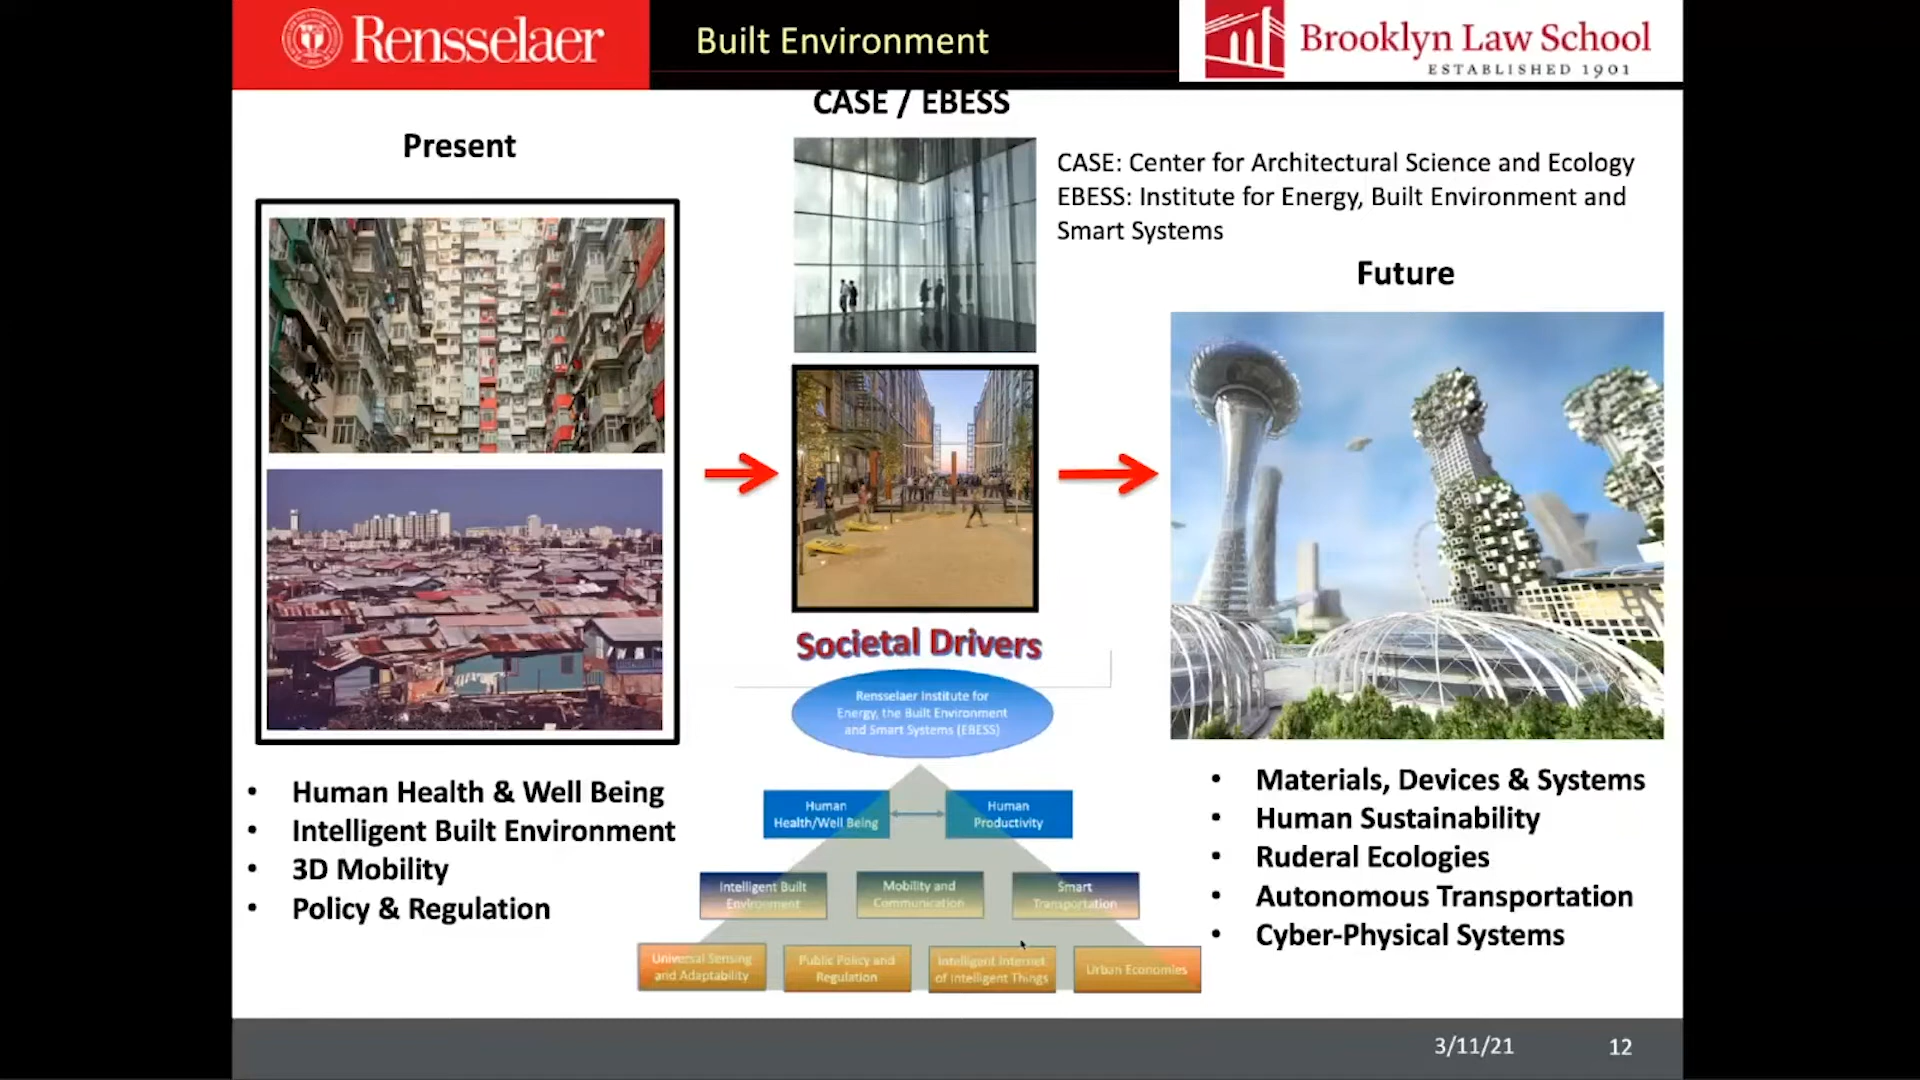 Rensselaer
Built Environment
Brooklyn Law School
ESTABLISHED 1901
CASE / EBESS
Present
CASE: Center for Architectural Science and Ecology
EBESS: Institute for Energy, Built Environment and
Smart Systems
Future
Societal Drivers
Rensselaer Institute for
Energy, the Built Environment
and Smart Systems (EBESS)
Human
Health/Well Being
Human
Productivity
Intelligent Built
Environment
Mobility and
Communication
Smart
Transportation
Universal Sensing
and Adaptability
Public Policy and
Regulation
Intelligent Internet
of Intelligent Things
Urban Economies
• Human Health & Well Being
• Intelligent Built Environment
• 3D Mobility
• Policy & Regulation
• Materials, Devices & Systems
• Human Sustainability
• Ruderal Ecologies
• Autonomous Transportation
• Cyber-Physical Systems
3/11/21
12